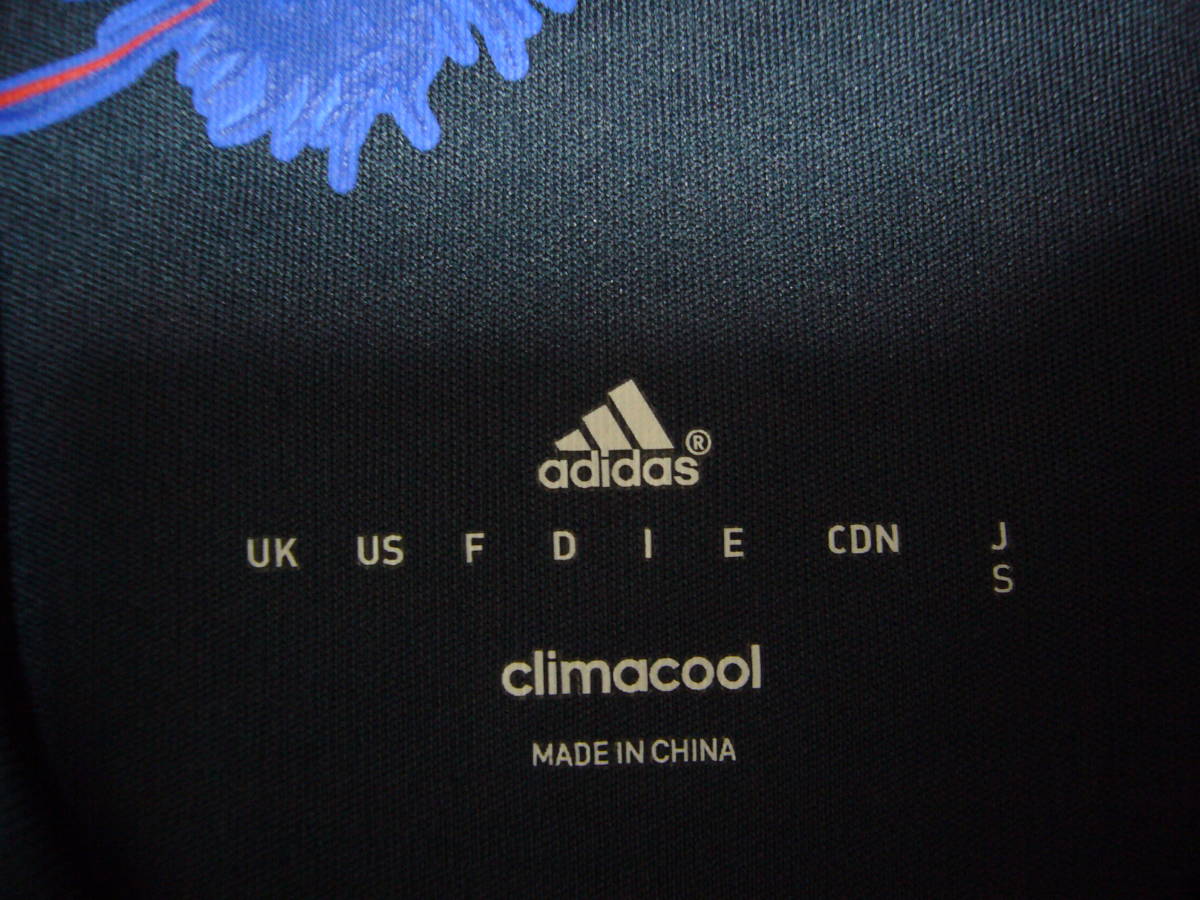 adidas®
UK US F D I E CDN J
S
climacool
MADE IN CHINA